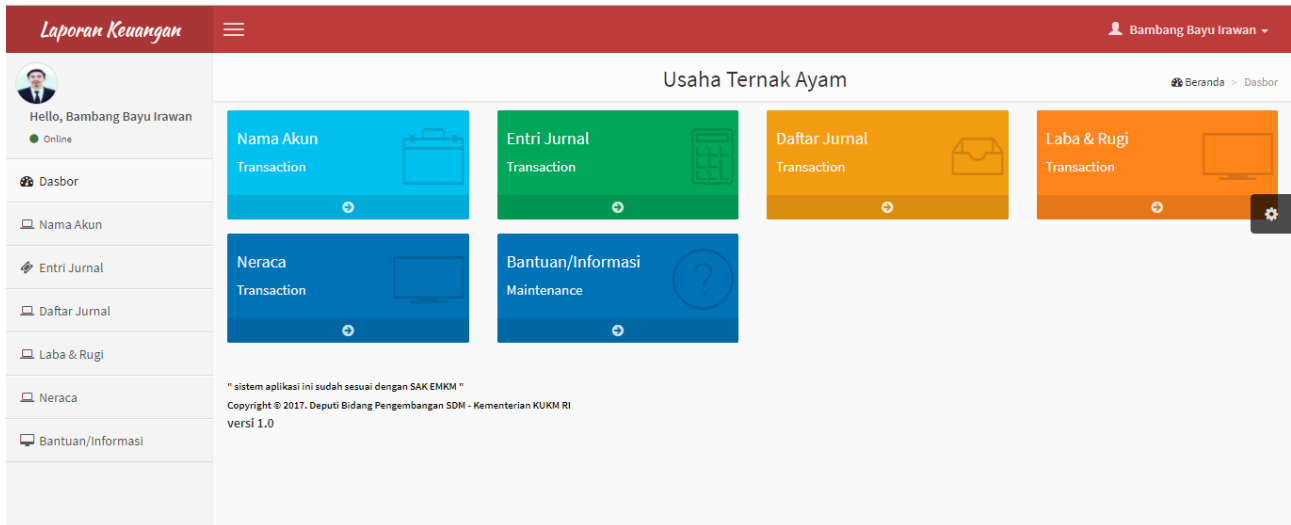 Laporan Keuangan
Bambang Bayu Irawan
Hello, Bambang Bayu Irawan
Online
Dasbor
Nama Akun
Entri Jurnal
Daftar Jurnal
Laba & Rugi
Neraca
Bantuan/Informasi
Usaha Ternak Ayam
Beranda > Dasbor
Nama Akun
Transaction
Entri Jurnal
Transaction
Daftar Jurnal
Transaction
Laba & Rugi
Transaction
Neraca
Transaction
Bantuan/Informasi
Maintenance
" sistem aplikasi ini sudah sesuai dengan SAK EMKM "
Copyright © 2017. Deputi Bidang Pengembangan SDM - Kementerian KUKM RI
versi 1.0